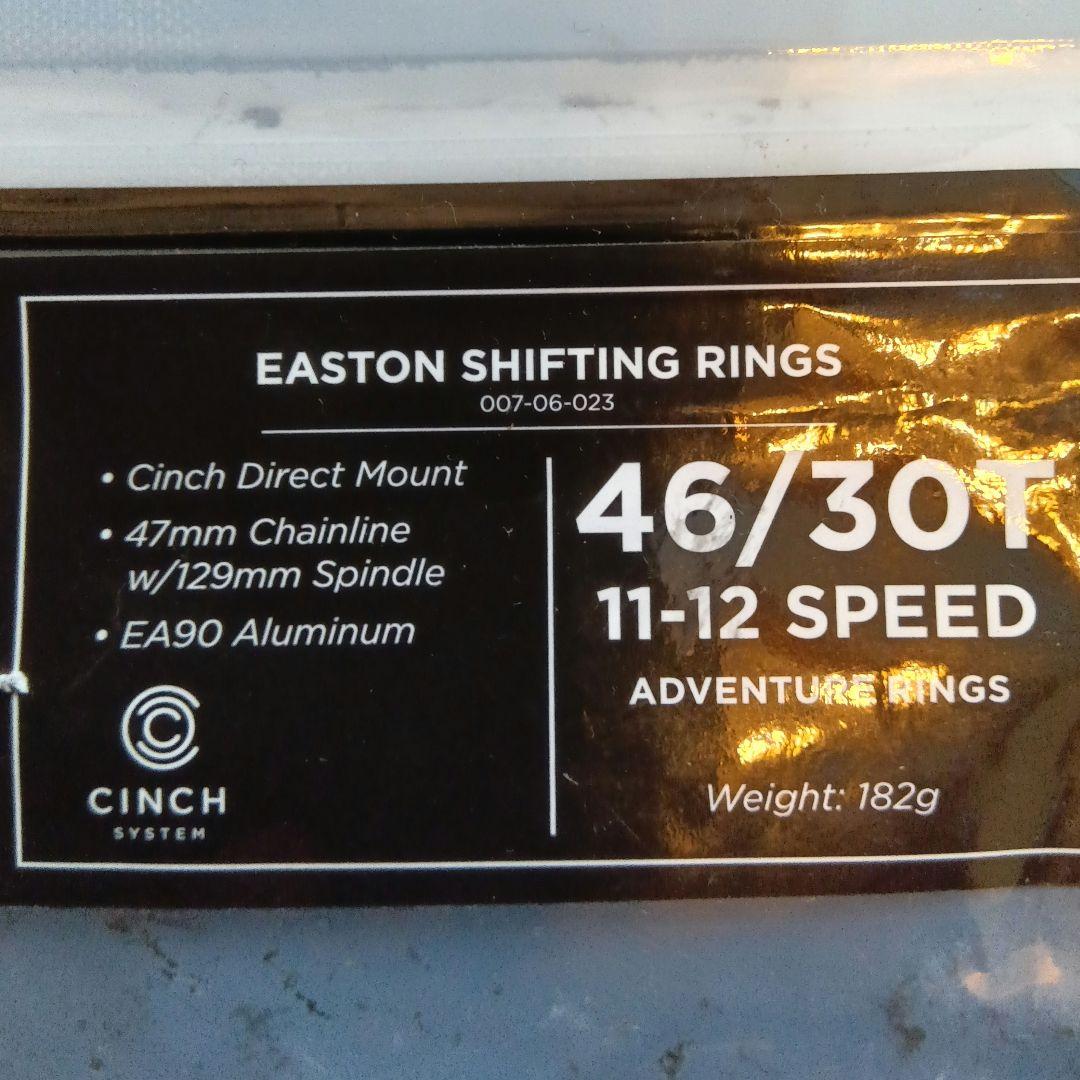 EASTON SHIFTING RINGS
007-06-023
• Cinch Direct Mount
• 47mm Chainline
w/129mm Spindle
• EA90 Aluminum
CINCH
SYSTEM
46/30T
11-12 SPEED
ADVENTURE RINGS
Weight: 182g